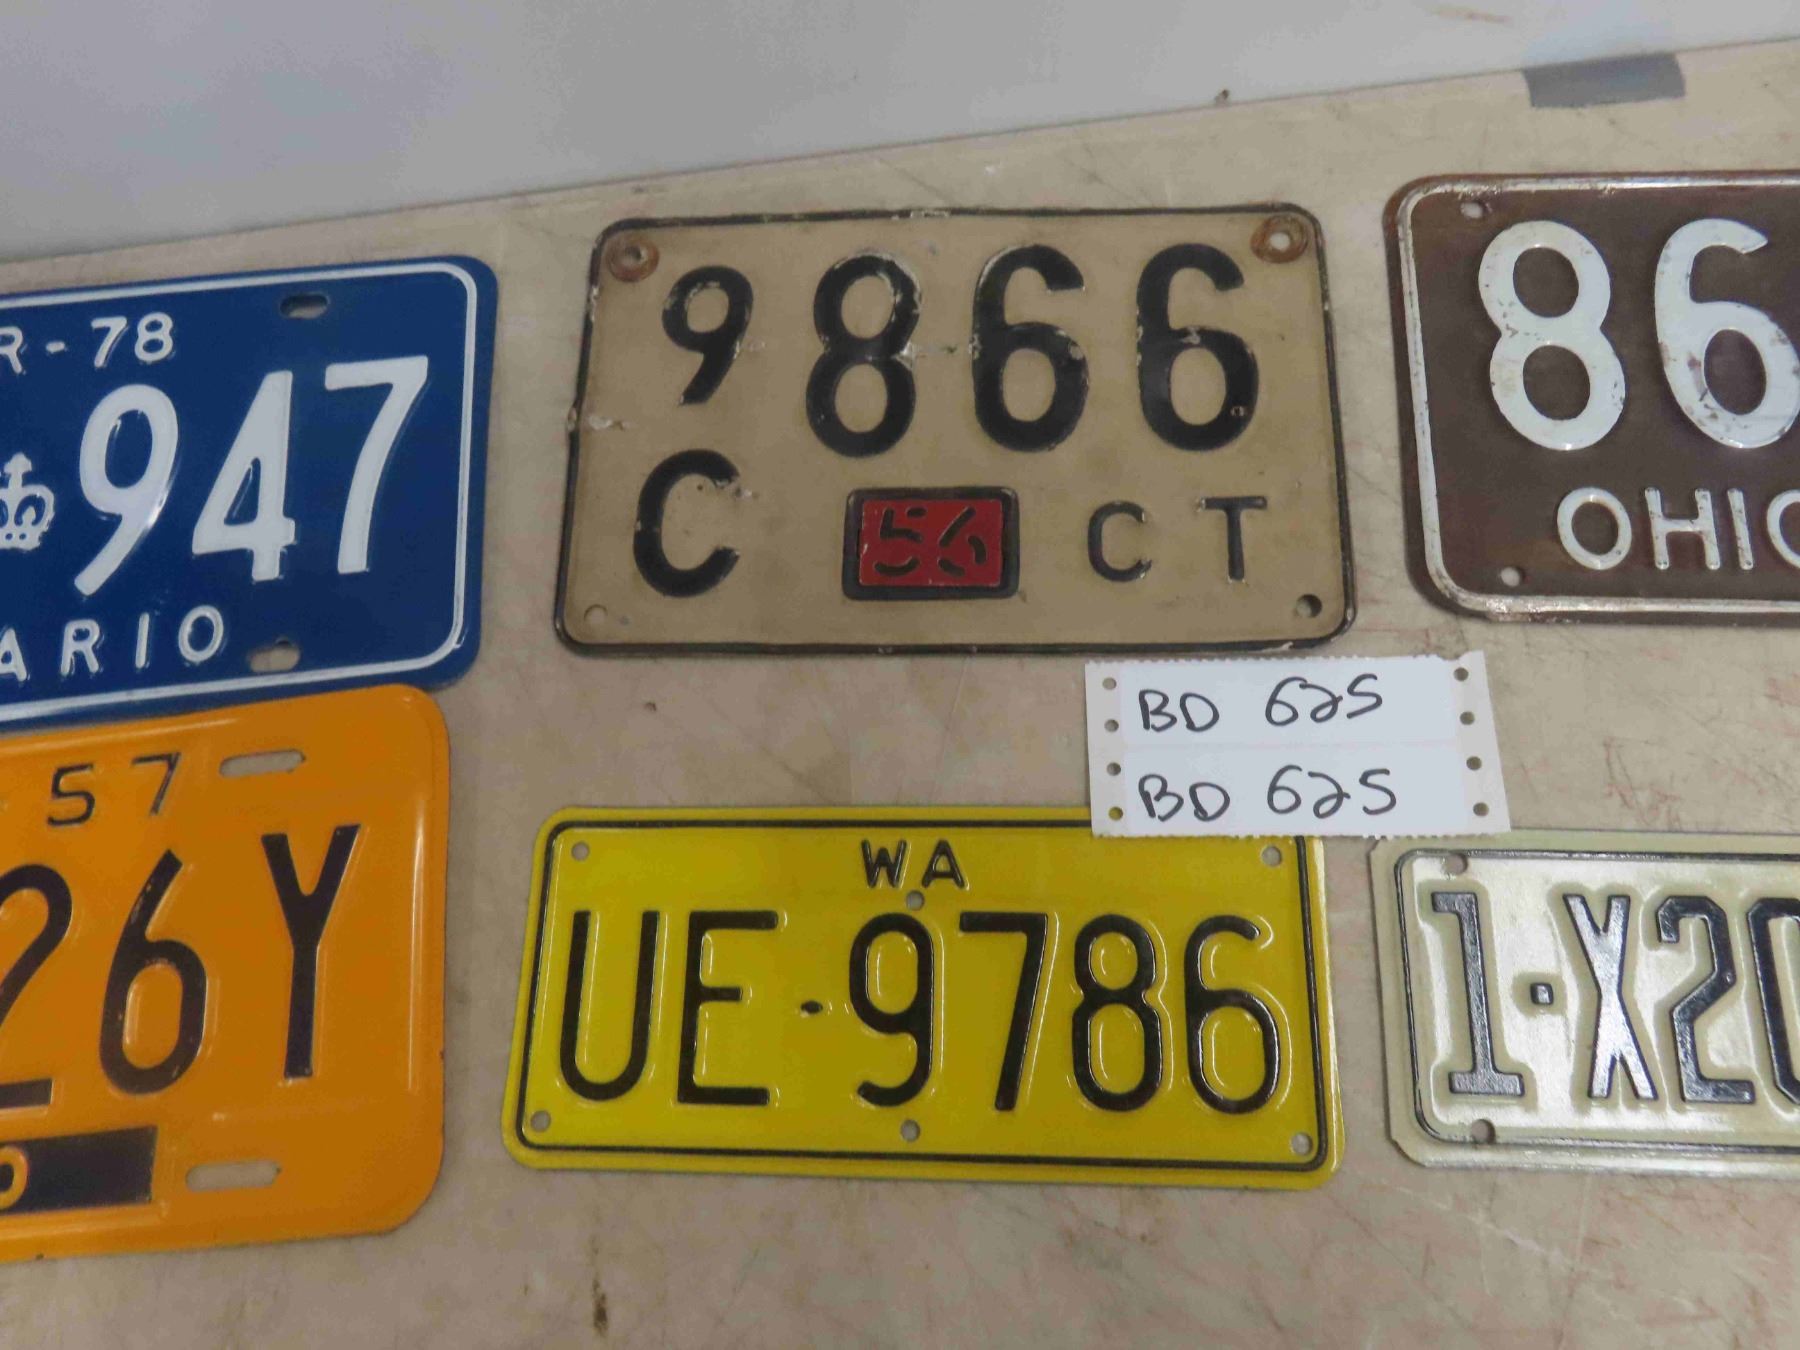 R-78
947
ARIO
9866
C 56 CT
86
OHIO
BD 625
BD 625
57
26Y
WA
UE-9786
1·X20